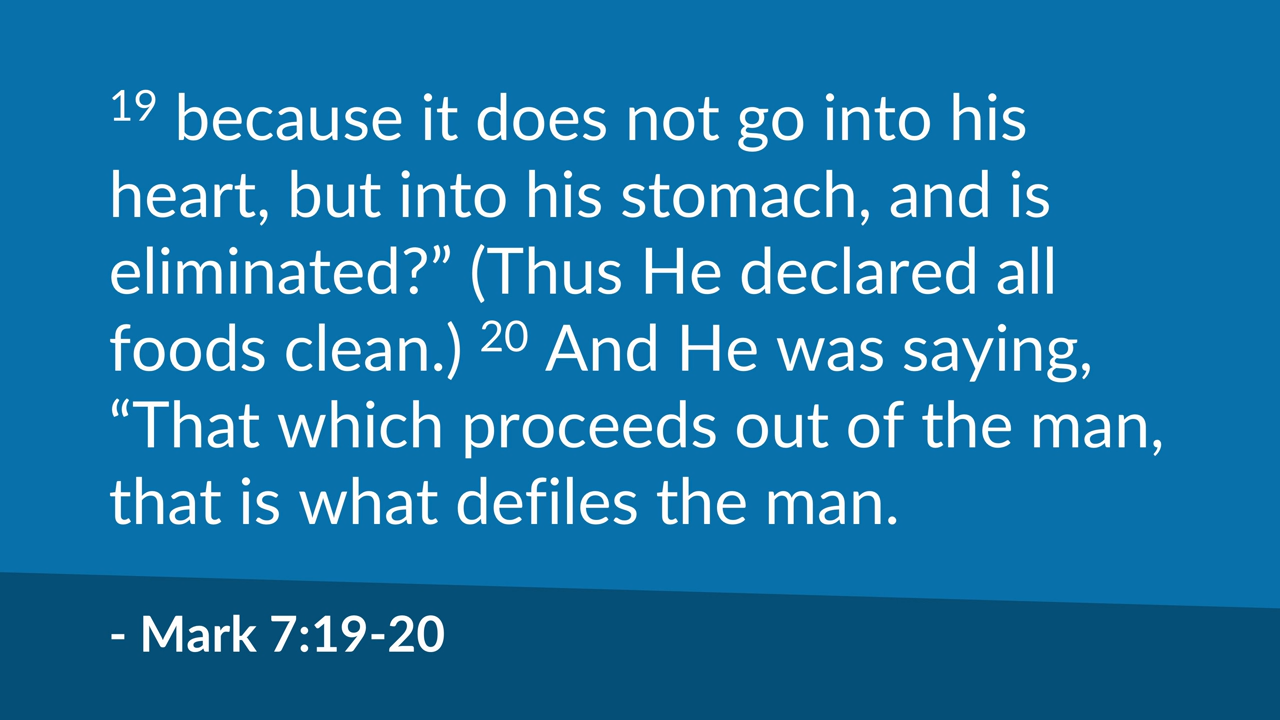 19 because it does not go into his
heart, but into his stomach, and is
eliminated?” (Thus He declared all
foods clean.) 20 And He was saying,
“That which proceeds out of the man,
that is what defiles the man.
- Mark 7:19-20